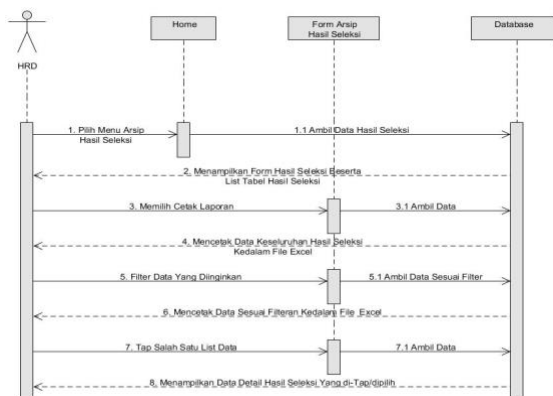 Home
Form Arsip
Hasil Seleksi
Database
HRD
1. Pilih Menu Arsip
Hasil Seleksi
1.1 Ambil Data Hasil Seleksi
2. Menampilkan Form Hasil Seleksi Beserta
List Tabel Hasil Seleksi
3. Memilih Cetak Laporan
3.1 Ambil Data
4. Mencetak Data Keseluruhan Hasil Seleksi
Kedalam File Excel
5. Filter Data Yang Diinginkan
5.1 Ambil Data Sesuai Filter
6. Mencetak Data Sesuai Filteran Kedalam File Excel
7. Tap Salah Satu List Data
7.1 Ambil Data
8. Menampilkan Data Detail Hasil Seleksi Yang di-Tap/dipilih